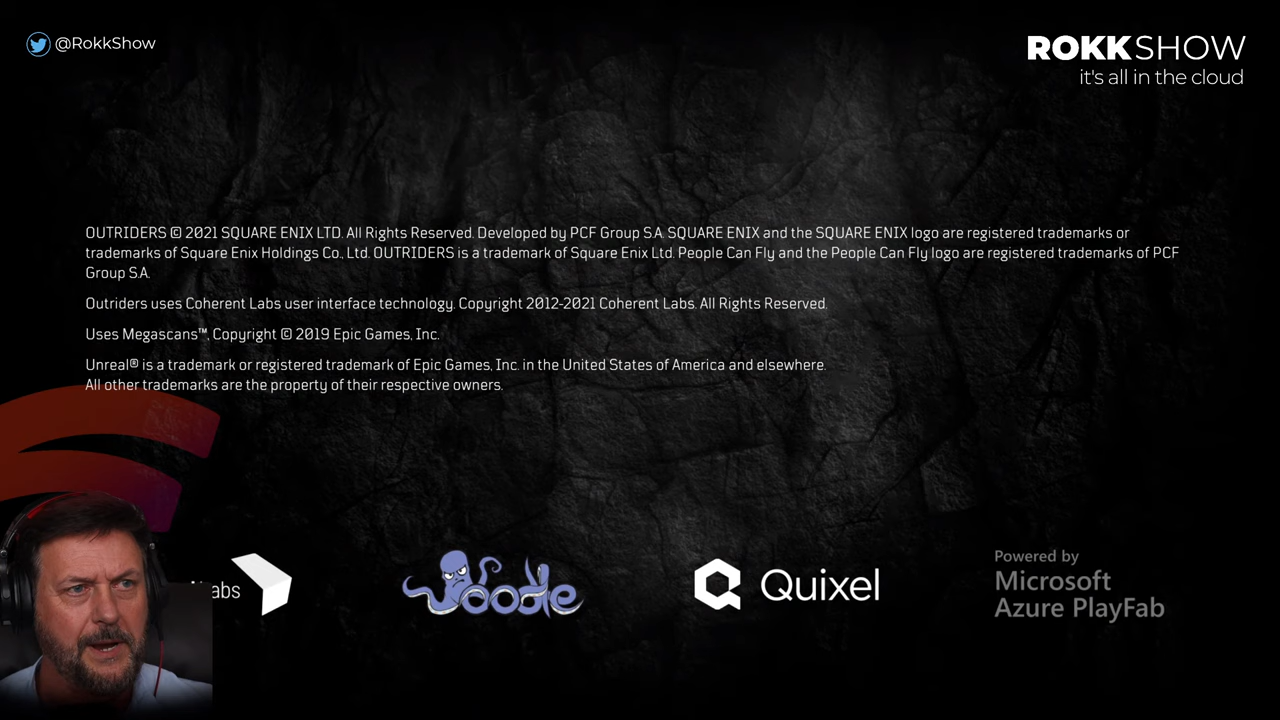 @RokkShow
ROKKSHOW
it's all in the cloud
OUTRIDERS © 2021 SQUARE ENIX LTD. All Rights Reserved. Developed by PCF Group S.A. SQUARE ENIX and the SQUARE ENIX logo are registered trademarks or
trademarks of Square Enix Holdings Co., Ltd. OUTRIDERS is a trademark of Square Enix Ltd. People Can Fly and the People Can Fly logo are registered trademarks of PCF
Group S.A.
Outriders uses Coherent Labs user interface technology. Copyright 2012-2021 Coherent Labs. All Rights Reserved.
Uses Megascans™, Copyright © 2019 Epic Games, Inc.
Unreal® is a trademark or registered trademark of Epic Games, Inc. in the United States of America and elsewhere.
All other trademarks are the property of their respective owners.
Oodle
Quixel
Powered by
Microsoft
Azure PlayFab